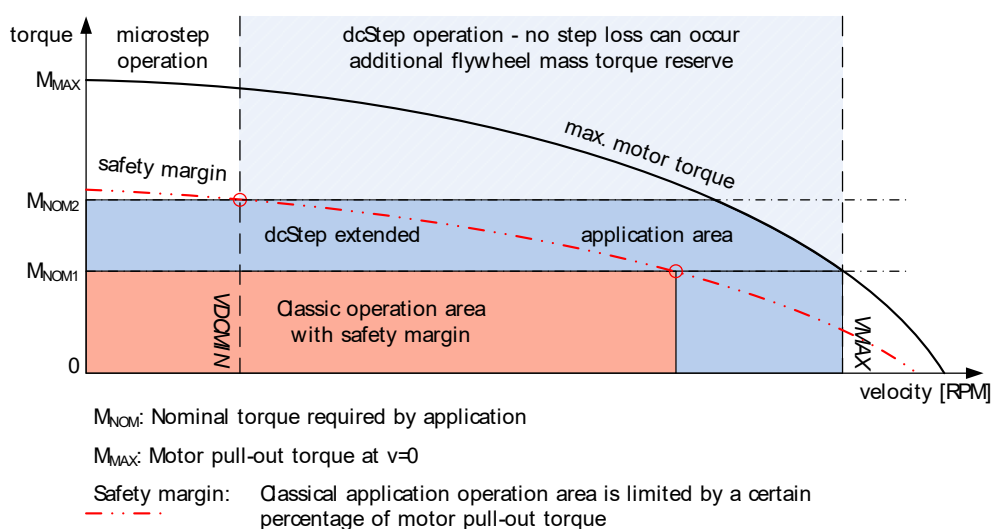 torque
microstep
operation
dcStep operation - no step loss can occur
additional flywheel mass torque reserve
MMAX
max. motor torque
safety margin
MNOM2
dcStep extended
application area
MNOM1
Classic operation area
with safety margin
VDCMIN
VMAX
0
velocity [RPM]
MNOM: Nominal torque required by application
MMAX: Motor pull-out torque at v=0
Safety margin: Classical application operation area is limited by a certain
percentage of motor pull-out torque